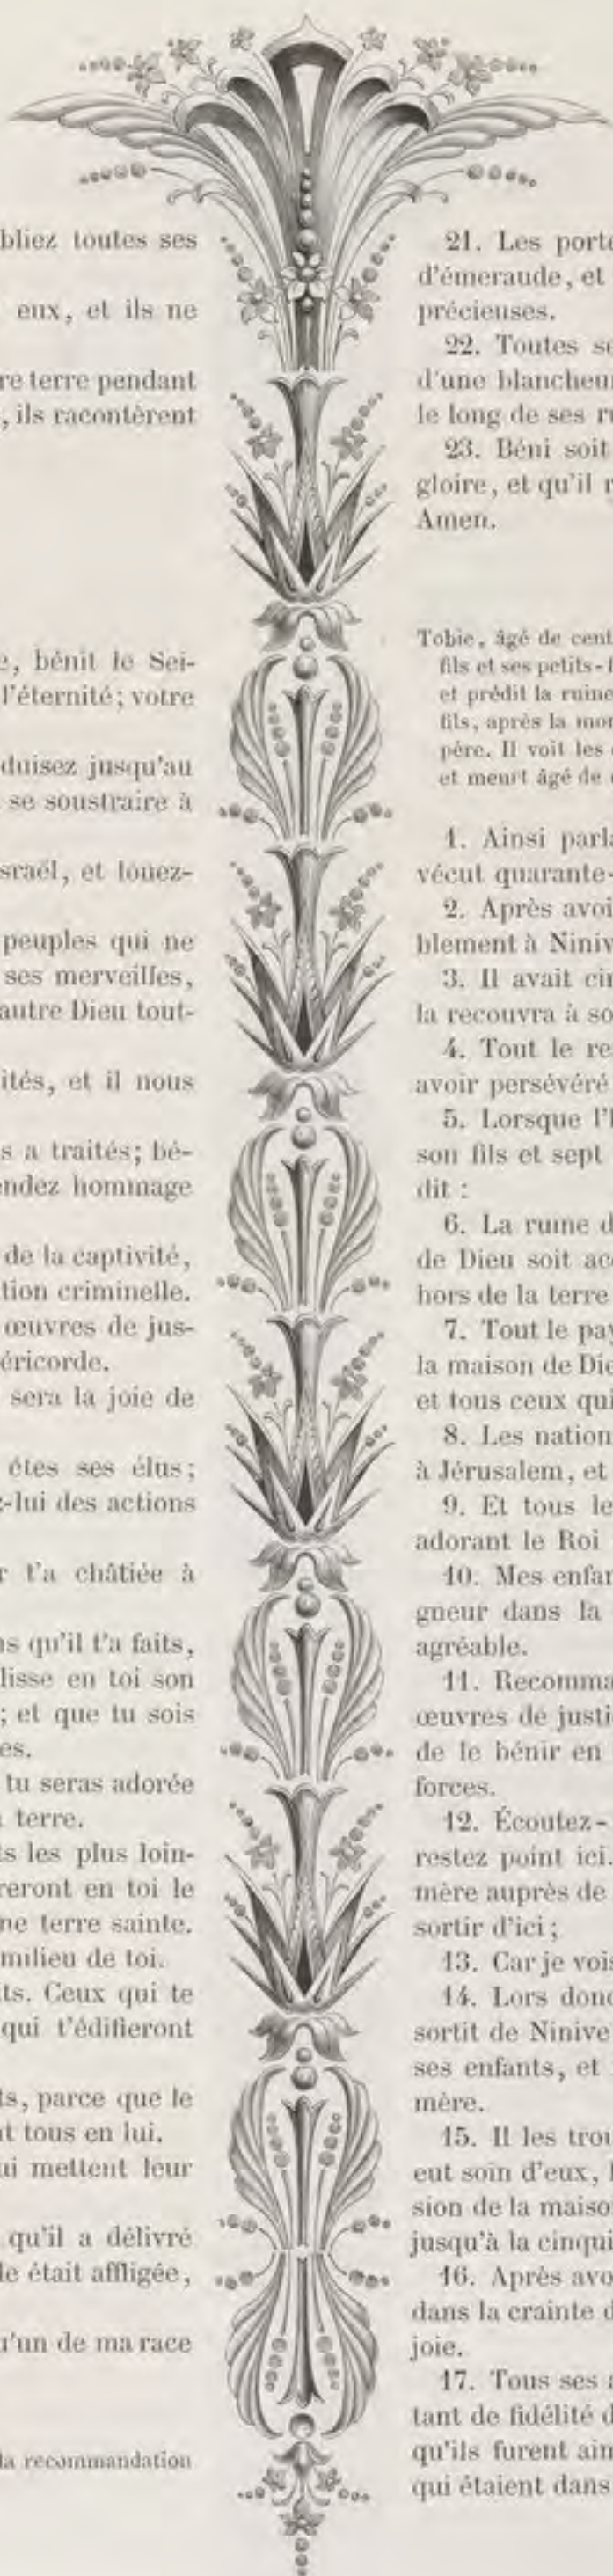 bliez toutes ses
eux, et ils ne
re terre pendant
, ils racontèrent
e, bénit le Sei-
l'éternité; votre
duisez jusqu'au
se soustraire à
sraël, et louez-
peuples qui ne
ses merveilles,
autre Dieu tout-
ités, et il nous
s a traités; bé-
endez hommage
de la captivité,
tion criminelle.
œuvres de jus-
éricorde.
sera la joie de
êtes ses élus;
z-lui des actions
r t'a châtiée à
ns qu'il t'a faits,
lisse en toi son
; et que tu sois
es.
tu seras adorée
a terre.
ts les plus loin-
reront en toi le
ne terre sainte.
milieu de toi.
ts. Ceux qui te
qui t'édifieront
ts, parce que le
nt tous en lui.
ui mettent leur
qu'il a délivré
le était affligée,
u'un de ma race
la recommandation
21. Les porte
d'émeraude, et
précieuses.
22. Toutes se
d'une blancheur
le long de ses ru
23. Béni soit
gloire, et qu'il r
Amen.
Tobie, âgé de cent
fils et ses petits-f
et prédit la ruine
fils, après la mor
père. Il voit les
et meurt âgé de
1. Ainsi parla
vécut quarante-
2. Après avoi
blement à Niniv
3. Il avait cin
la recouvra à so
4. Tout le re
avoir persévéré
5. Lorsque l'h
son fils et sept
dit :
6. La ruine d
de Dieu soit acc
hors de la terre
7. Tout le pay
la maison de Die
et tous ceux qui
8. Les nation
à Jérusalem, et
9. Et tous le
adorant le Roi
10. Mes enfan
gneur dans la
agréable.
11. Recomma
œuvres de justi
de le bénir en
forces.
12. Écoutez-
restez point ici.
mère auprès de
sortir d'ici;
13. Car je vois
14. Lors donc
sortit de Ninive
ses enfants, et
mère.
15. Il les trou
eut soin d'eux,
sion de la maiso
jusqu'à la cinqui
16. Après avo
dans la crainte d
joie.
17. Tous ses a
tant de fidélité d
qu'ils furent aim
qui étaient dans